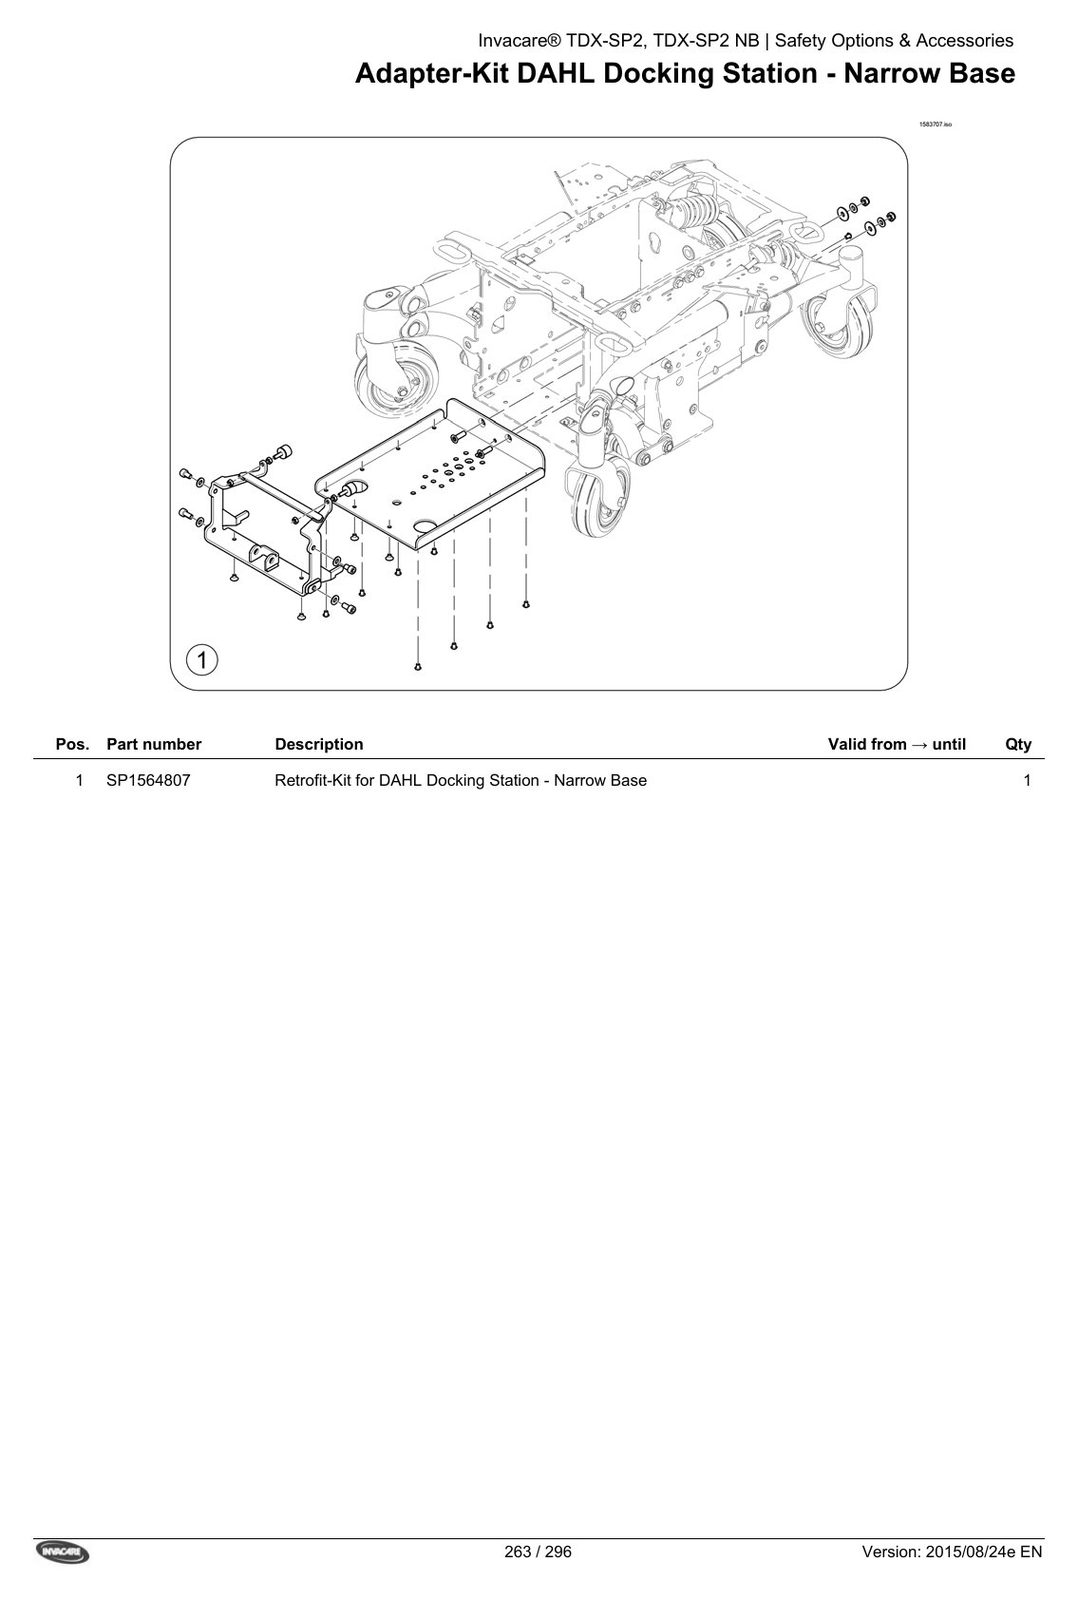 Invacare® TDX-SP2, TDX-SP2 NB | Safety Options & Accessories
Adapter-Kit DAHL Docking Station - Narrow Base
1583707.iso
1
Pos. Part number Description Valid from → until Qty
1 SP1564807 Retrofit-Kit for DAHL Docking Station - Narrow Base 1
INVACARE 263 / 296 Version: 2015/08/24e EN